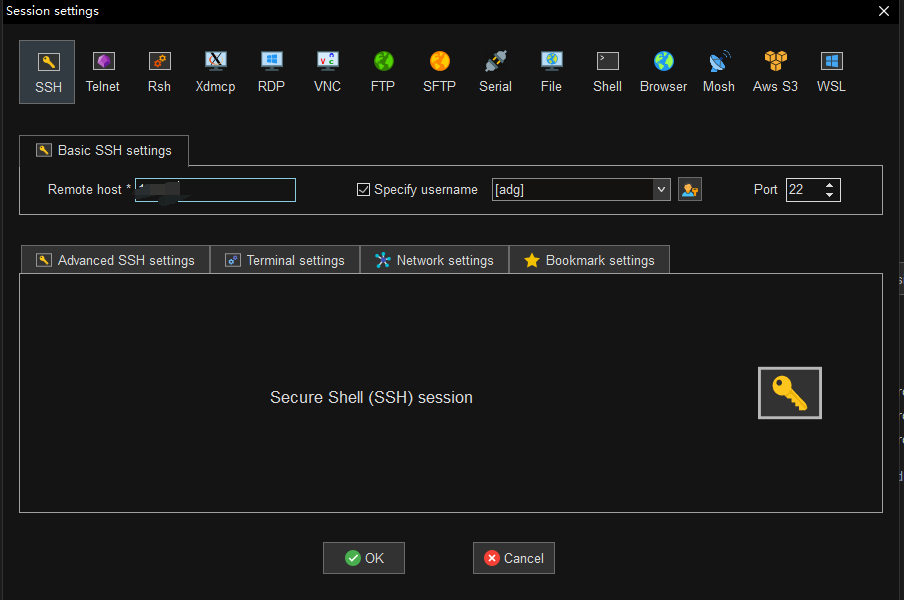 Session settings
SSH Telnet Rsh Xdmcp RDP VNC FTP SFTP Serial File Shell Browser Mosh Aws S3 WSL
Basic SSH settings
Remote host * Specify username [adg] Port 22
Advanced SSH settings Terminal settings Network settings Bookmark settings
Secure Shell (SSH) session
OK Cancel